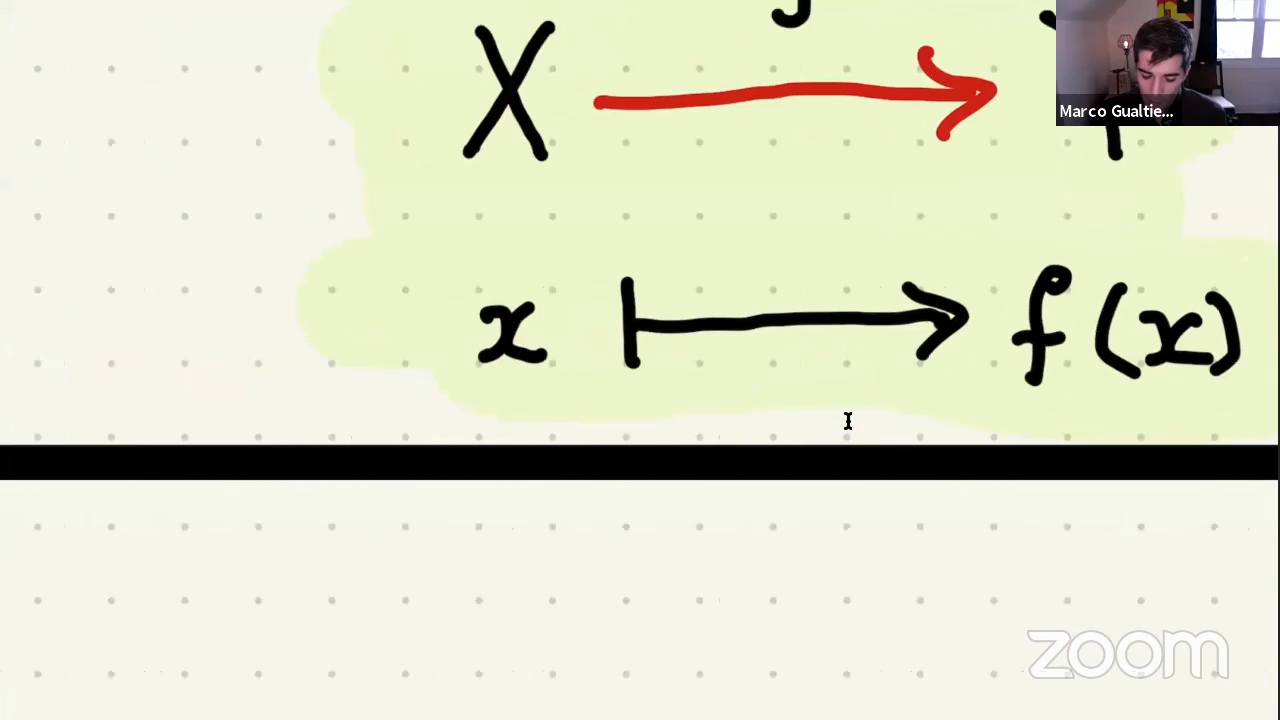 X →
Marco Gualtie...
x ↦ f(x)
zoom